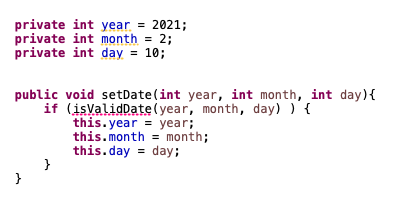 private int year = 2021;
private int month = 2;
private int day = 10;
public void setDate(int year, int month, int day){
if (isValidDate(year, month, day) ) {
this.year = year;
this.month = month;
this.day = day;
}
}